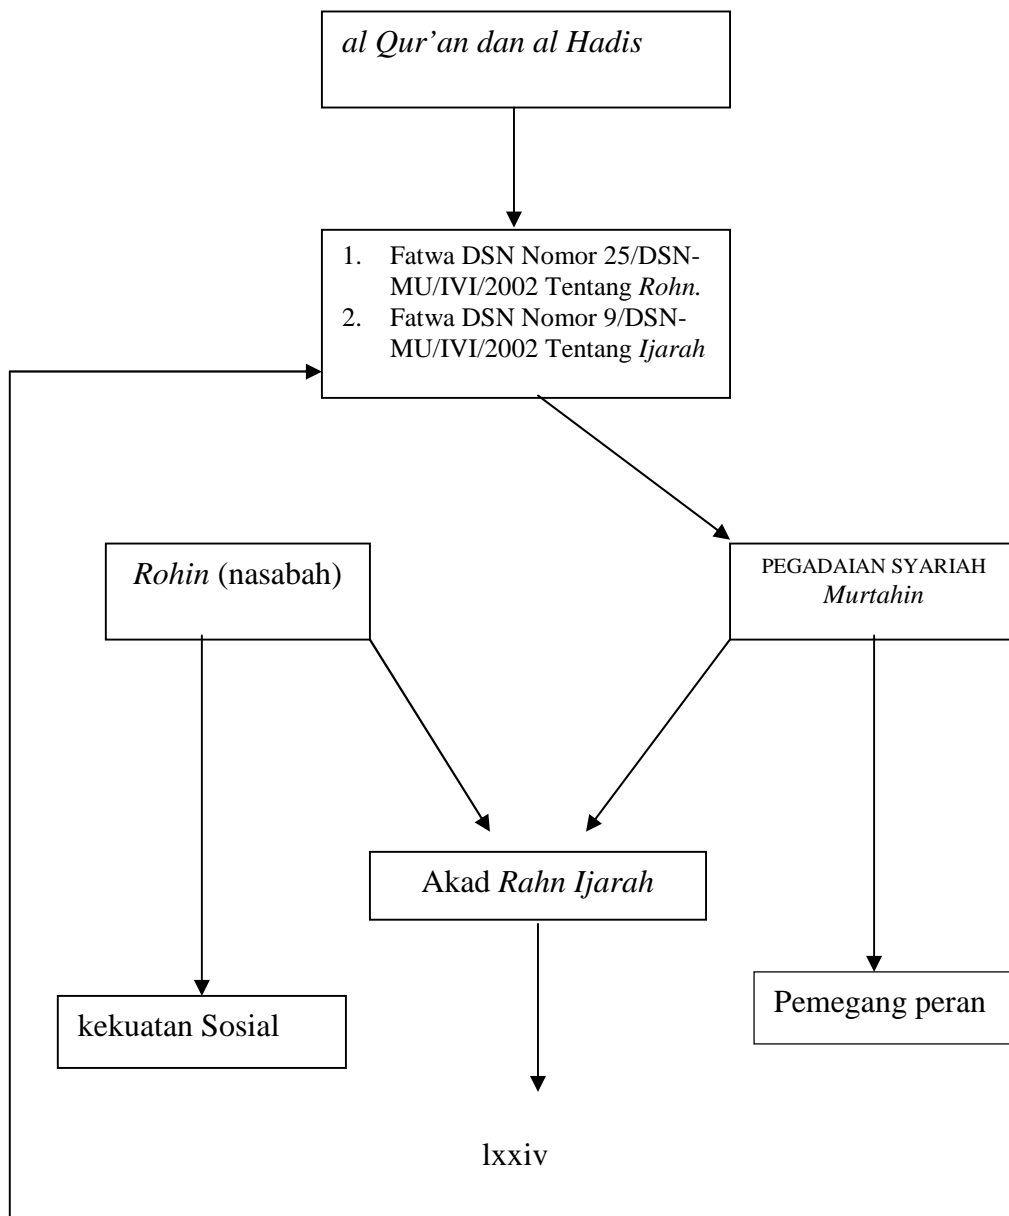 al Qur’an dan al Hadis
1. Fatwa DSN Nomor 25/DSN-
MU/IVI/2002 Tentang Rohn.
2. Fatwa DSN Nomor 9/DSN-
MU/IVI/2002 Tentang Ijarah
Rohin (nasabah)
PEGADAIAN SYARIAH
Murtahin
Akad Rahn Ijarah
kekuatan Sosial
Pemegang peran
lxxiv